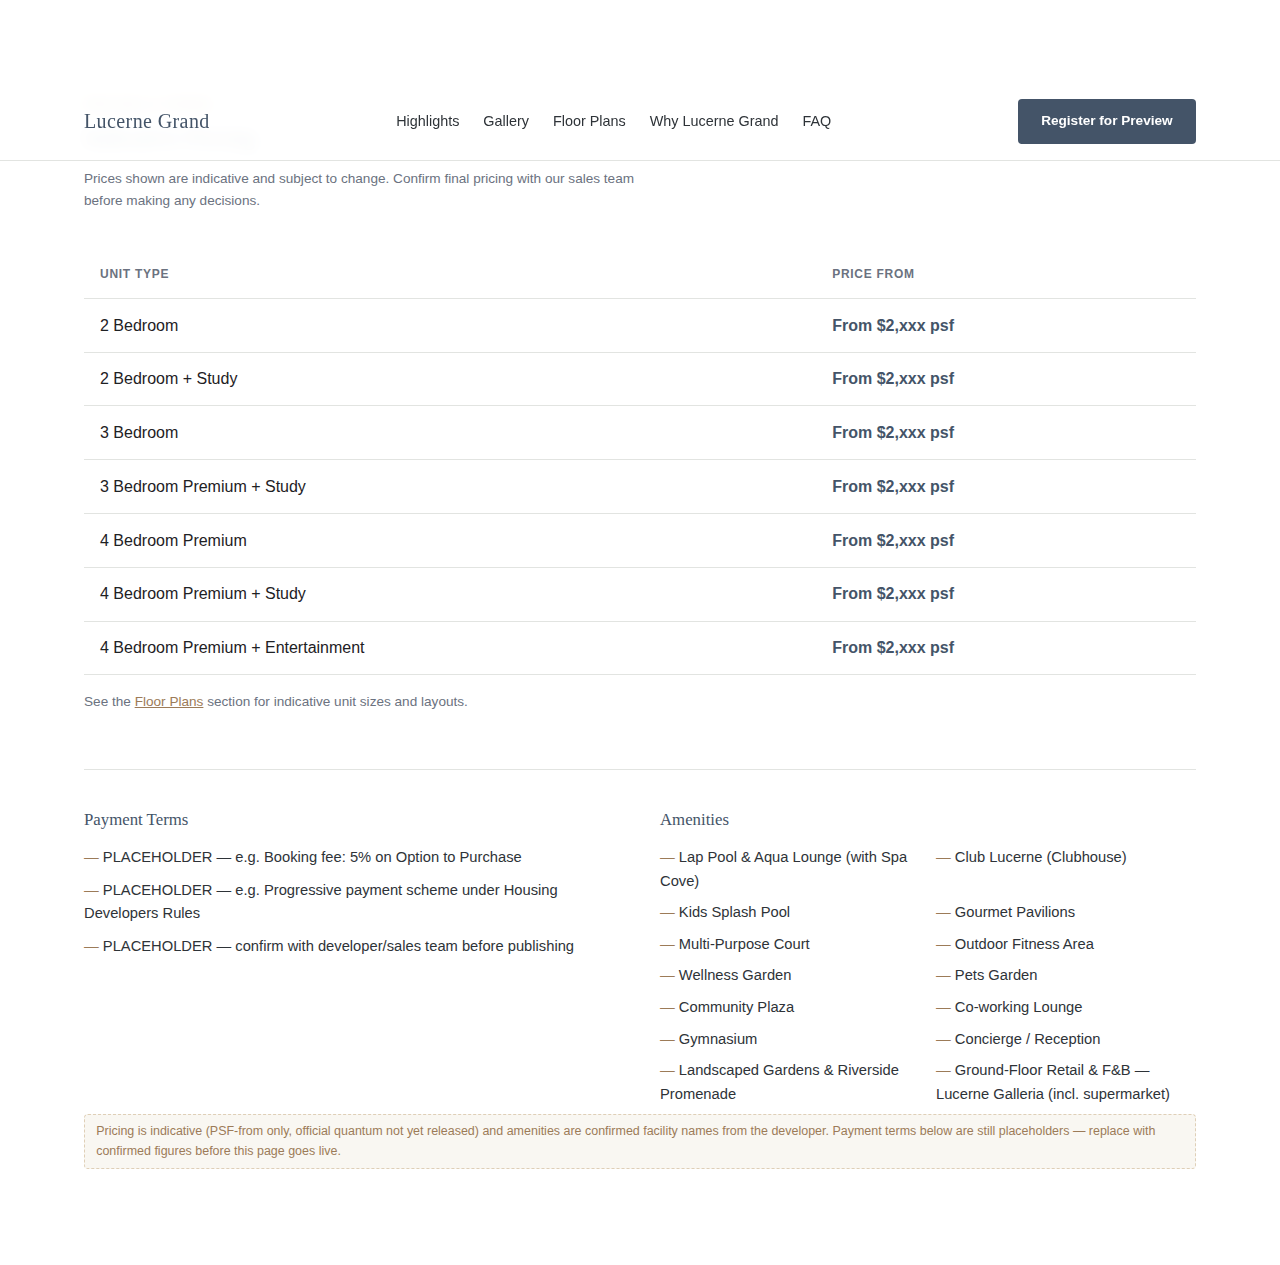 Lucerne Grand
Highlights
Gallery
Floor Plans
Why Lucerne Grand
FAQ
Register for Preview
Prices shown are indicative and subject to change. Confirm final pricing with our sales team
before making any decisions.
UNIT TYPE
PRICE FROM
2 Bedroom
From $2,xxx psf
2 Bedroom + Study
From $2,xxx psf
3 Bedroom
From $2,xxx psf
3 Bedroom Premium + Study
From $2,xxx psf
4 Bedroom Premium
From $2,xxx psf
4 Bedroom Premium + Study
From $2,xxx psf
4 Bedroom Premium + Entertainment
From $2,xxx psf
See the Floor Plans section for indicative unit sizes and layouts.
Payment Terms
— PLACEHOLDER — e.g. Booking fee: 5% on Option to Purchase
— PLACEHOLDER — e.g. Progressive payment scheme under Housing
Developers Rules
— PLACEHOLDER — confirm with developer/sales team before publishing
Amenities
— Lap Pool & Aqua Lounge (with Spa
Cove)
— Club Lucerne (Clubhouse)
— Kids Splash Pool
— Gourmet Pavilions
— Multi-Purpose Court
— Outdoor Fitness Area
— Wellness Garden
— Pets Garden
— Community Plaza
— Co-working Lounge
— Gymnasium
— Concierge / Reception
— Landscaped Gardens & Riverside
Promenade
— Ground-Floor Retail & F&B —
Lucerne Galleria (incl. supermarket)
Pricing is indicative (PSF-from only, official quantum not yet released) and amenities are confirmed facility names from the developer. Payment terms below are still placeholders — replace with
confirmed figures before this page goes live.